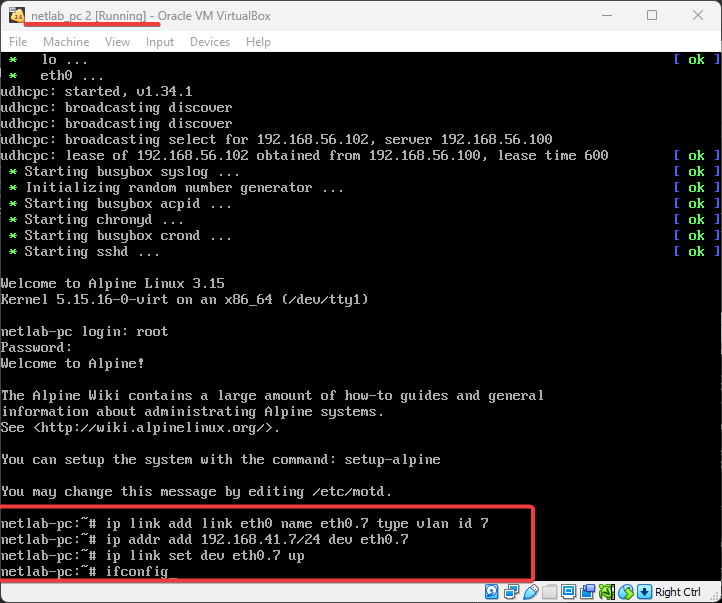 netlab_pc 2 [Running] - Oracle VM VirtualBox
File Machine View Input Devices Help
* lo ... [ ok ]
* eth0 ...
udhcpc: started, v1.34.1
udhcpc: broadcasting discover
udhcpc: broadcasting discover
udhcpc: broadcasting select for 192.168.56.102, server 192.168.56.100
udhcpc: lease of 192.168.56.102 obtained from 192.168.56.100, lease time 600 [ ok ]
* Starting busybox syslog ... [ ok ]
* Initializing random number generator ... [ ok ]
* Starting busybox acpid ... [ ok ]
* Starting chronyd ... [ ok ]
* Starting busybox crond ... [ ok ]
* Starting sshd ... [ ok ]
Welcome to Alpine Linux 3.15
Kernel 5.15.16-0-virt on an x86_64 (/dev/tty1)
netlab-pc login: root
Password:
Welcome to Alpine!
The Alpine Wiki contains a large amount of how-to guides and general
information about administrating Alpine systems.
See <http://wiki.alpinelinux.org/>.
You can setup the system with the command: setup-alpine
You may change this message by editing /etc/motd.
netlab-pc:~# ip link add link eth0 name eth0.7 type vlan id 7
netlab-pc:~# ip addr add 192.168.41.7/24 dev eth0.7
netlab-pc:~# ip link set dev eth0.7 up
netlab-pc:~# ifconfig_
Right Ctrl